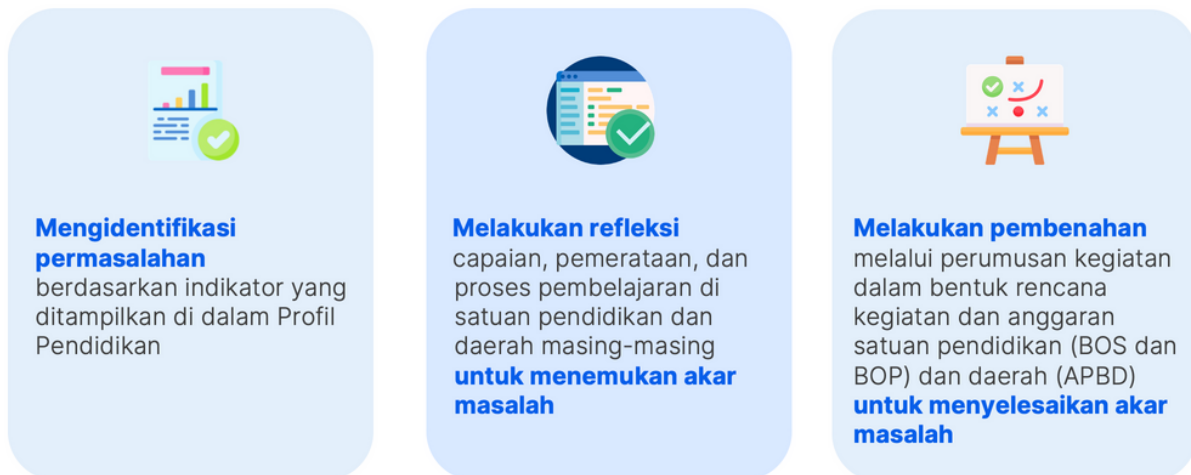 Mengidentifikasi
permasalahan
berdasarkan indikator yang
ditampilkan di dalam Profil
Pendidikan
Melakukan refleksi
capaian, pemerataan, dan
proses pembelajaran di
satuan pendidikan dan
daerah masing-masing
untuk menemukan akar
masalah
Melakukan pembenahan
melalui perumusan kegiatan
dalam bentuk rencana
kegiatan dan anggaran
satuan pendidikan (BOS dan
BOP) dan daerah (APBD)
untuk menyelesaikan akar
masalah